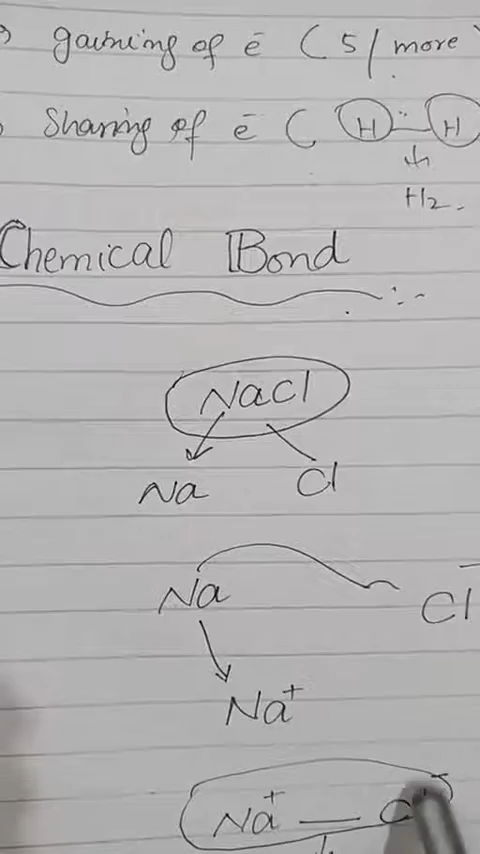 gaining of ē ( 5 / more
Sharing of ē ( H — H
H2.
Chemical Bond
NaCl
Na Cl
Na Cl⁻
Na⁺
Na⁺ —